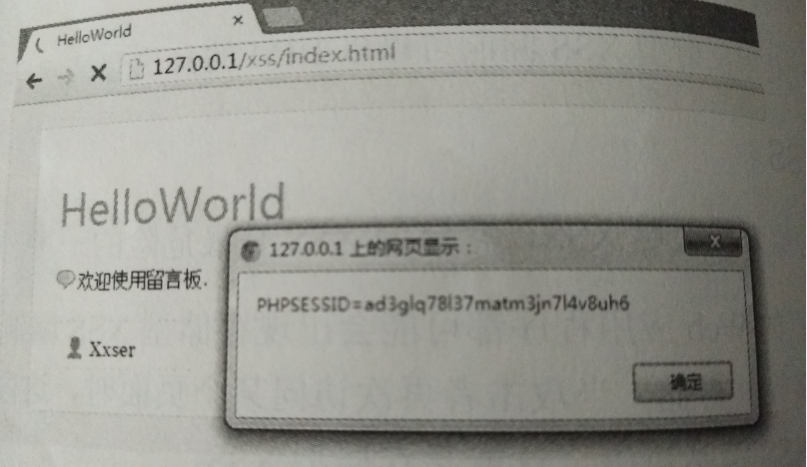 HelloWorld
127.0.0.1/xss/index.html
HelloWorld
127.0.0.1 上的网页显示：
欢迎使用留言板.
PHPSESSID=ad3glq78l37matm3jn7l4v8uh6
Xxser
确定